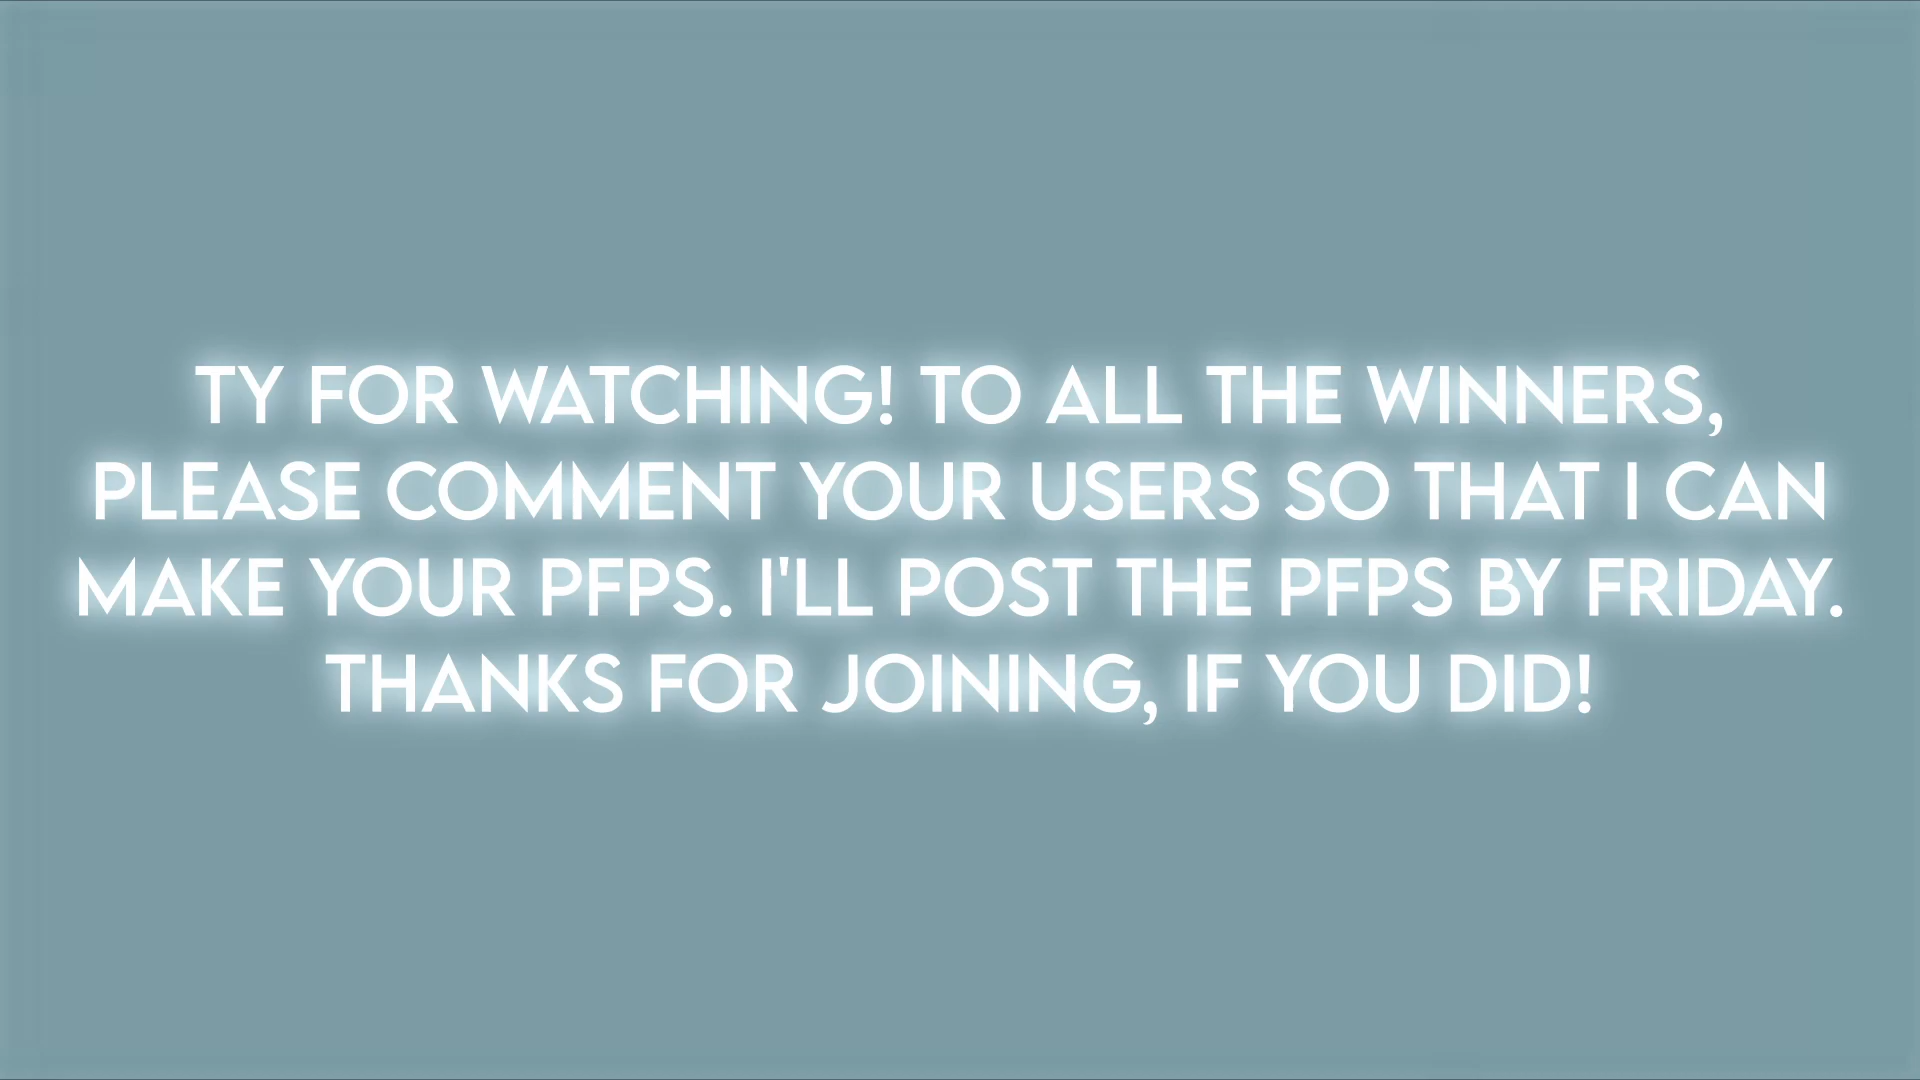 TY FOR WATCHING! TO ALL THE WINNERS,
PLEASE COMMENT YOUR USERS SO THAT I CAN
MAKE YOUR PFPS. I'LL POST THE PFPS BY FRIDAY.
THANKS FOR JOINING, IF YOU DID!